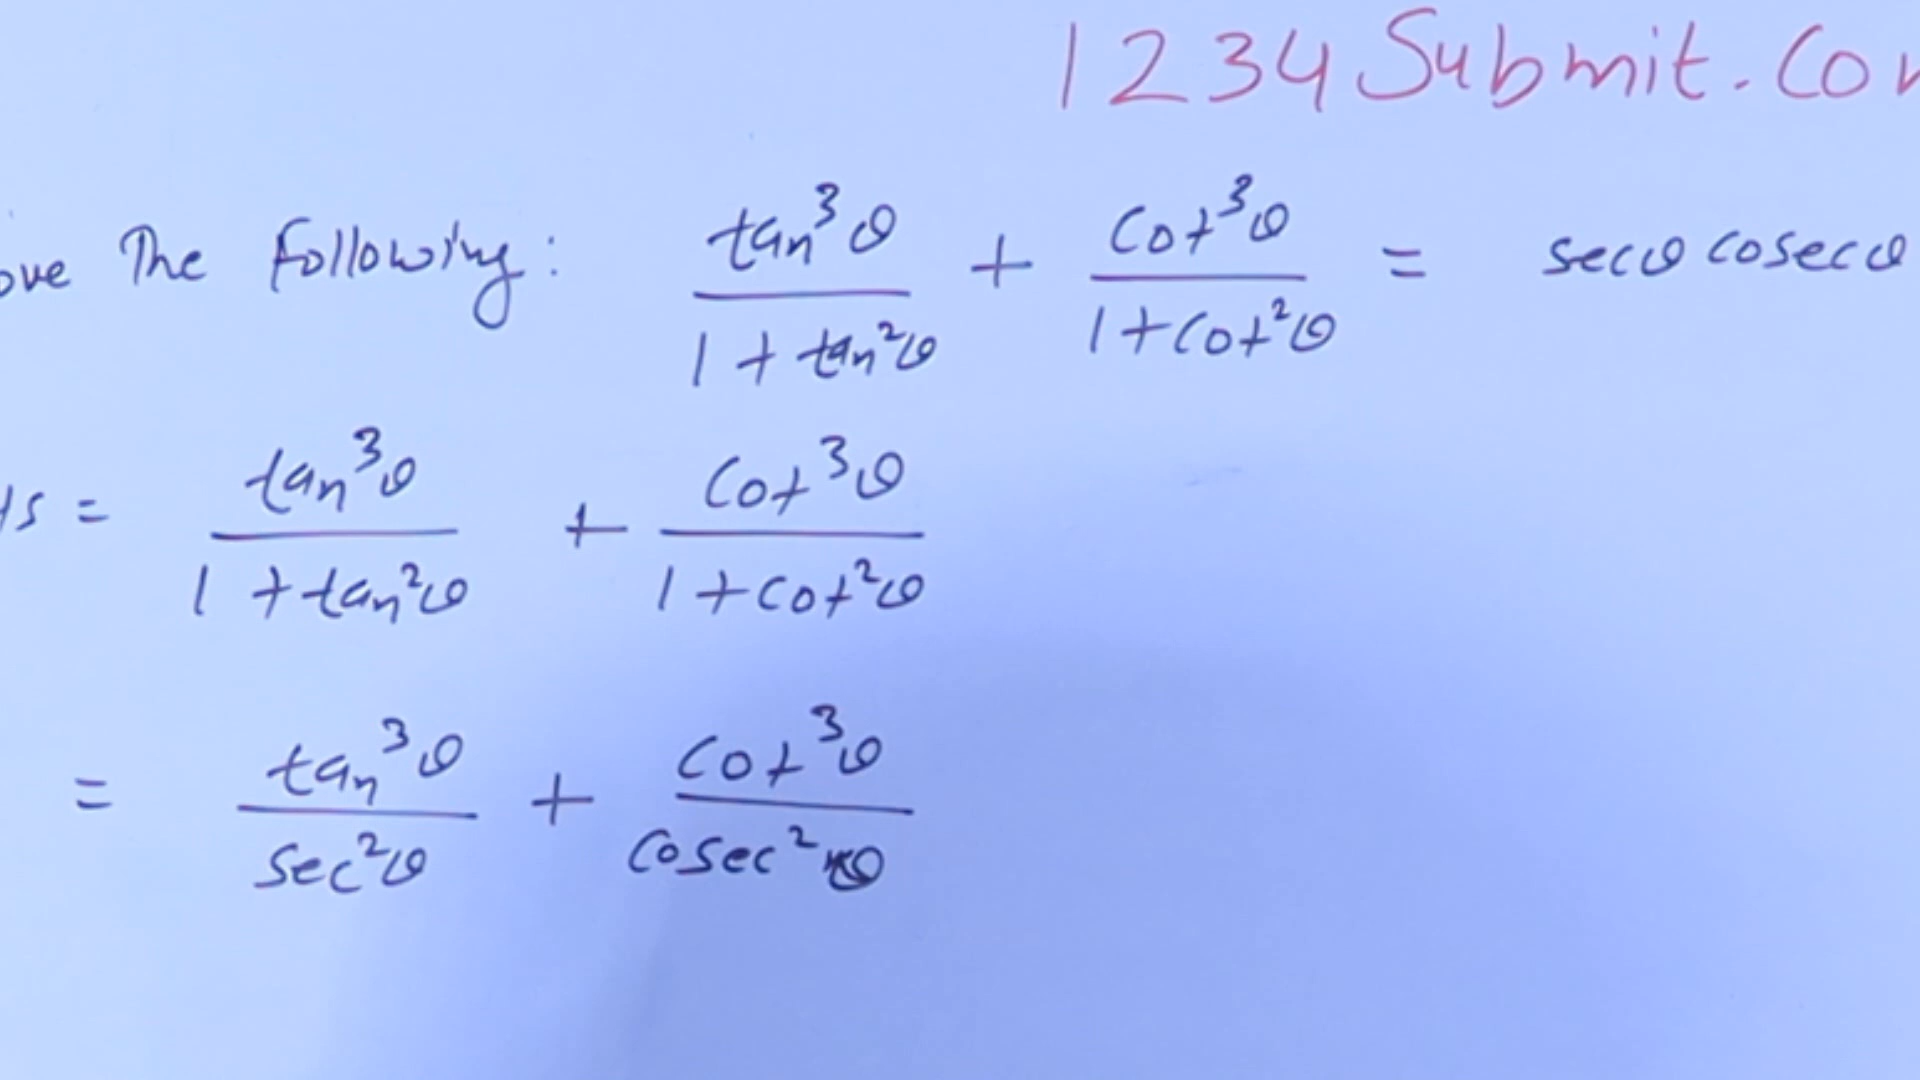 1234Submit.Co
The Following: tan³θ / 1 + tan²θ + Cot³θ / 1 + Cot²θ = secθ cosecθ
= tan³θ / 1 + tan²θ + Cot³θ / 1 + Cot²θ
= tan³θ / Sec²θ + Cot³θ / Cosec²θ